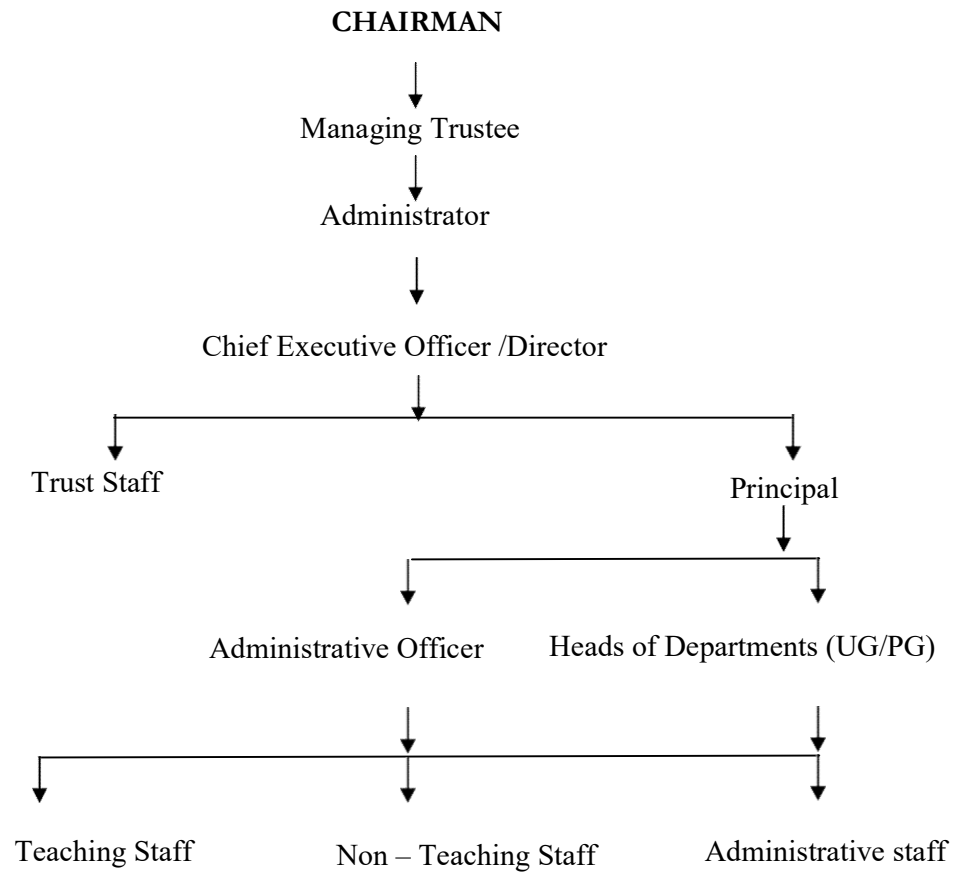 CHAIRMAN
Managing Trustee
Administrator
Chief Executive Officer /Director
Trust Staff
Principal
Administrative Officer
Heads of Departments (UG/PG)
Teaching Staff
Non – Teaching Staff
Administrative staff